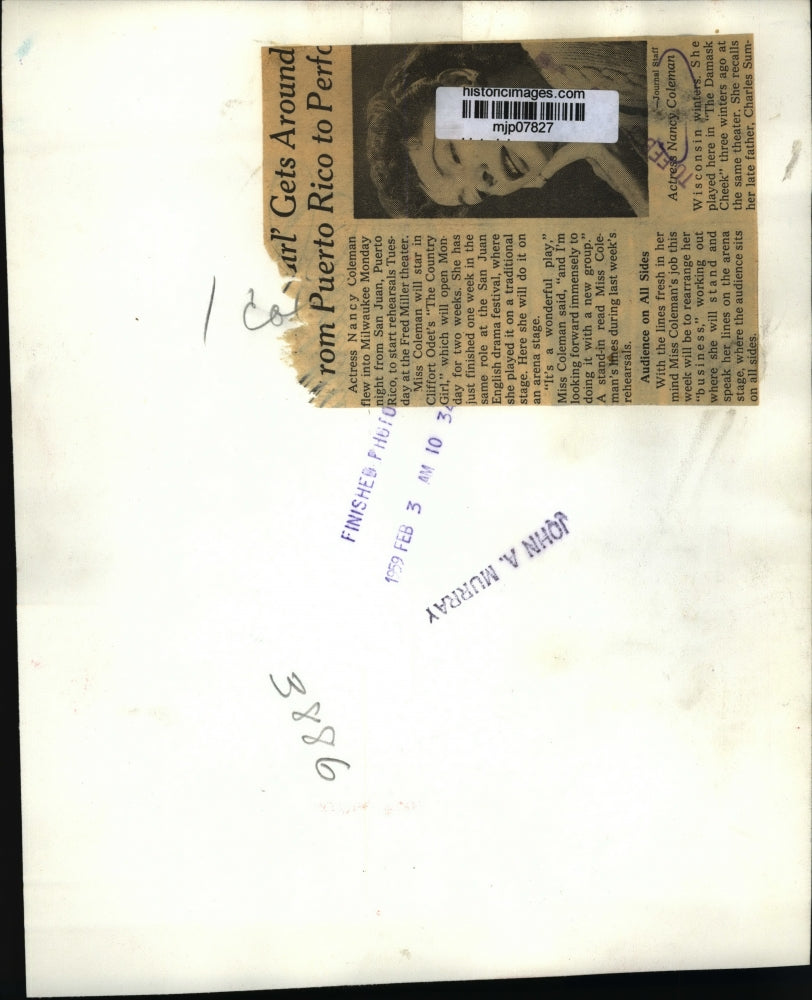 irl' Gets Around
rom Puerto Rico to Perfo
Actress Nancy Coleman
flew into Milwaukee Monday
night from San Juan, Puerto
Rico, to start rehearsals Tues-
day at the Fred Miller theater.
Miss Coleman will star in
Cliffort Odet's "The Country
Girl," which will open Mon-
day for two weeks. She has
just finished one week in the
same role at the San Juan
English drama festival, where
she played it on a traditional
stage. Here she will do it on
an arena stage.
"It's a wonderful play,"
Miss Coleman said, "and I'm
looking forward immensely to
doing it with a new group."
A stand-in read Miss Cole-
man's lines during last week's
rehearsals.
Audience on All Sides
With the lines fresh in her
mind Miss Coleman's job this
week will be to rearrange her
"business," working out
where she will stand and
speak her lines on the arena
stage, where the audience sits
on all sides.
historicimages.com
mjp07827
—Journal Staff
Actress Nancy Coleman
Wisconsin winters. She
played here in "The Damask
Cheek" three winters ago at
the same theater. She recalls
her late father, Charles Sum-
FINISHED PHOTO
1959 FEB 3 AM 10 34
JOHN A. MURRAY
3886